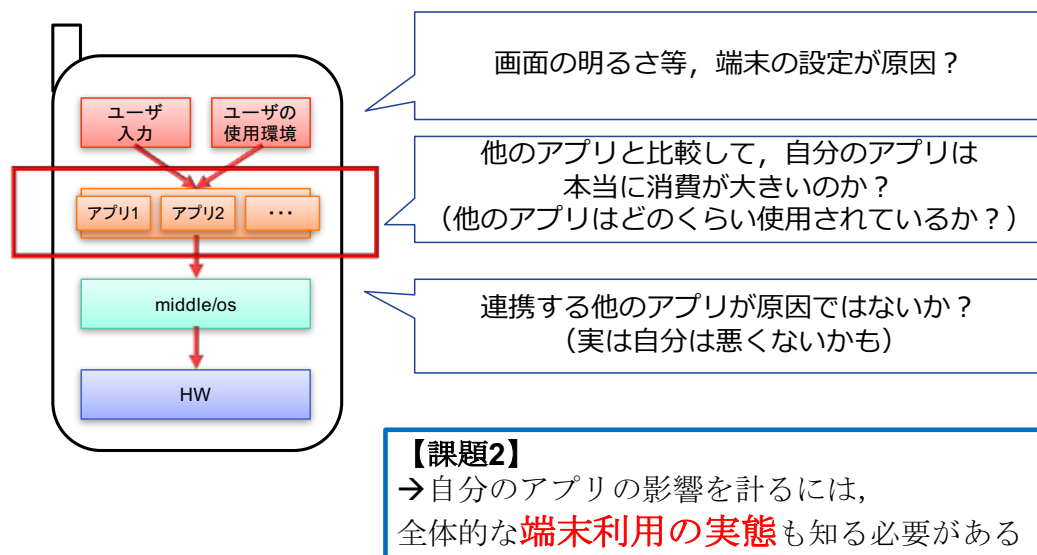 ユーザ
入力
ユーザの
使用環境
アプリ1
アプリ2
・・・
middle/os
HW
画面の明るさ等，端末の設定が原因？
他のアプリと比較して，自分のアプリは
本当に消費が大きいのか？
（他のアプリはどのくらい使用されているか？）
連携する他のアプリが原因ではないか？
（実は自分は悪くないかも）
【課題2】
→自分のアプリの影響を計るには,
全体的な端末利用の実態も知る必要がある